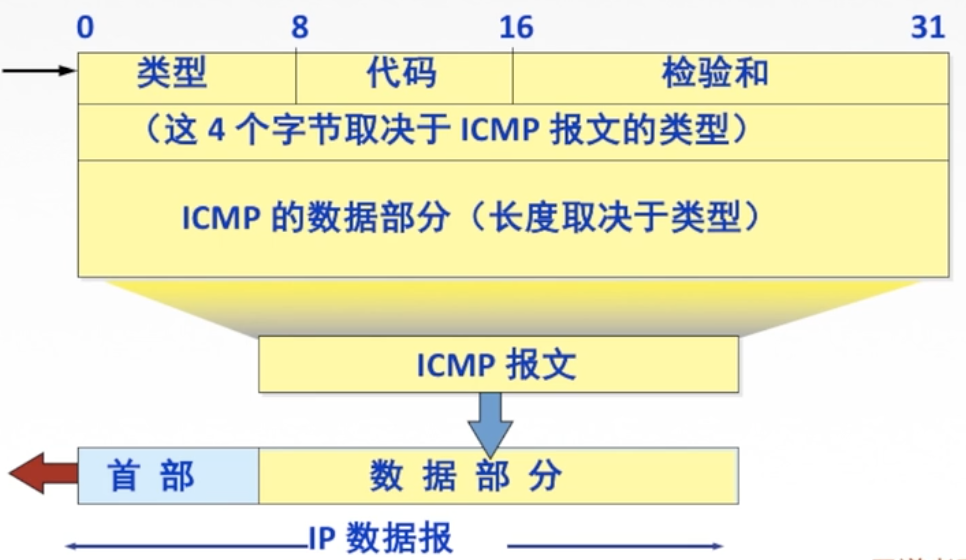 0 8 16 31
类型 代码 检验和
（这 4 个字节取决于 ICMP 报文的类型）
ICMP 的数据部分（长度取决于类型）
ICMP 报文
首 部 数 据 部 分
IP 数据报